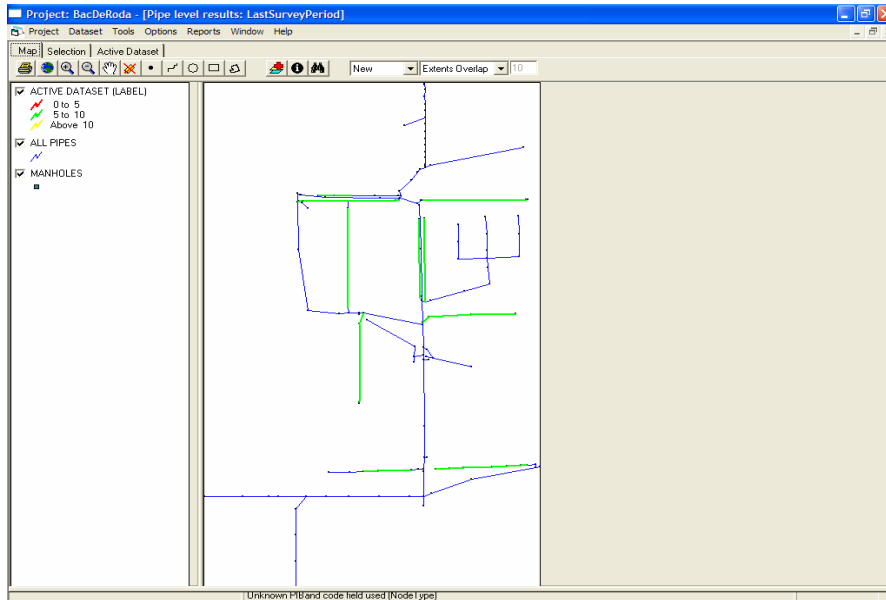 Project: BacDeRoda - [Pipe level results: LastSurveyPeriod]
Project Dataset Tools Options Reports Window Help
Map Selection Active Dataset
New Extents Overlap 10
ACTIVE DATASET (LABEL)
0 to 5
5 to 10
Above 10
ALL PIPES
MANHOLES
Unknown PIBand code field used [NodeType]